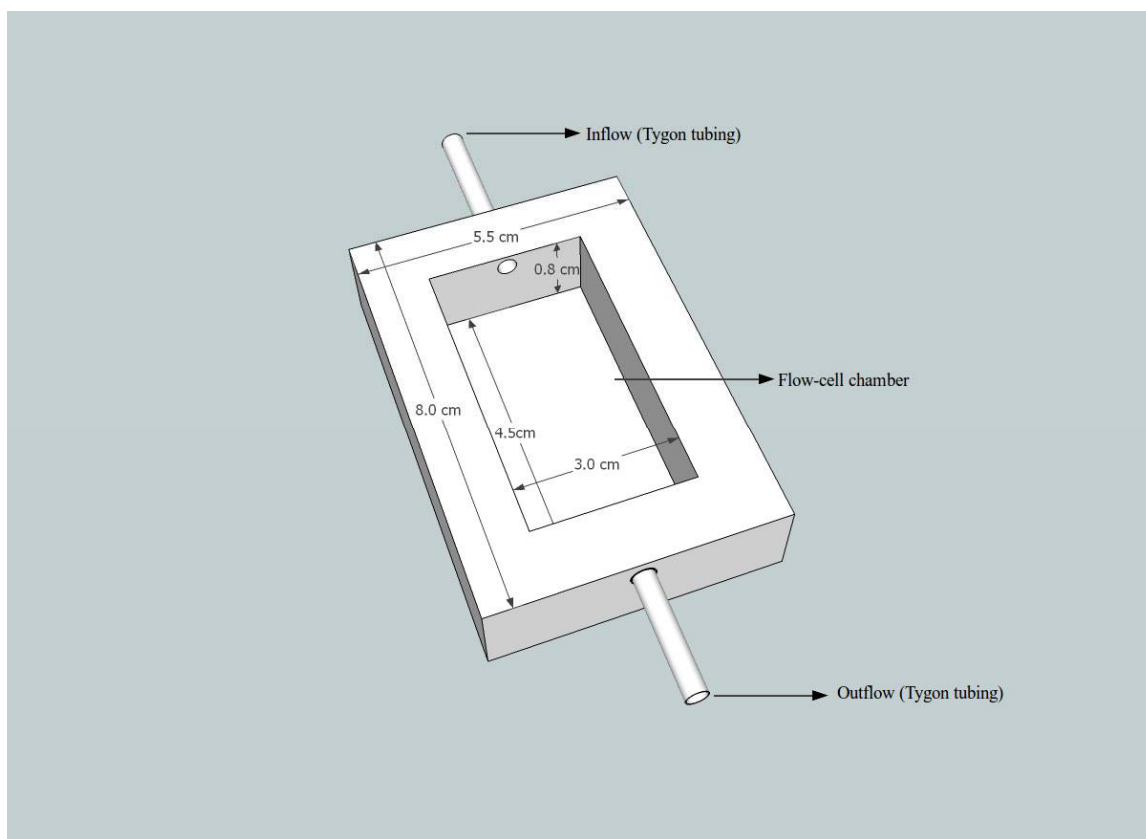 Inflow (Tygon tubing)
5.5 cm
0.8 cm
Flow-cell chamber
8.0 cm
4.5cm
3.0 cm
Outflow (Tygon tubing)